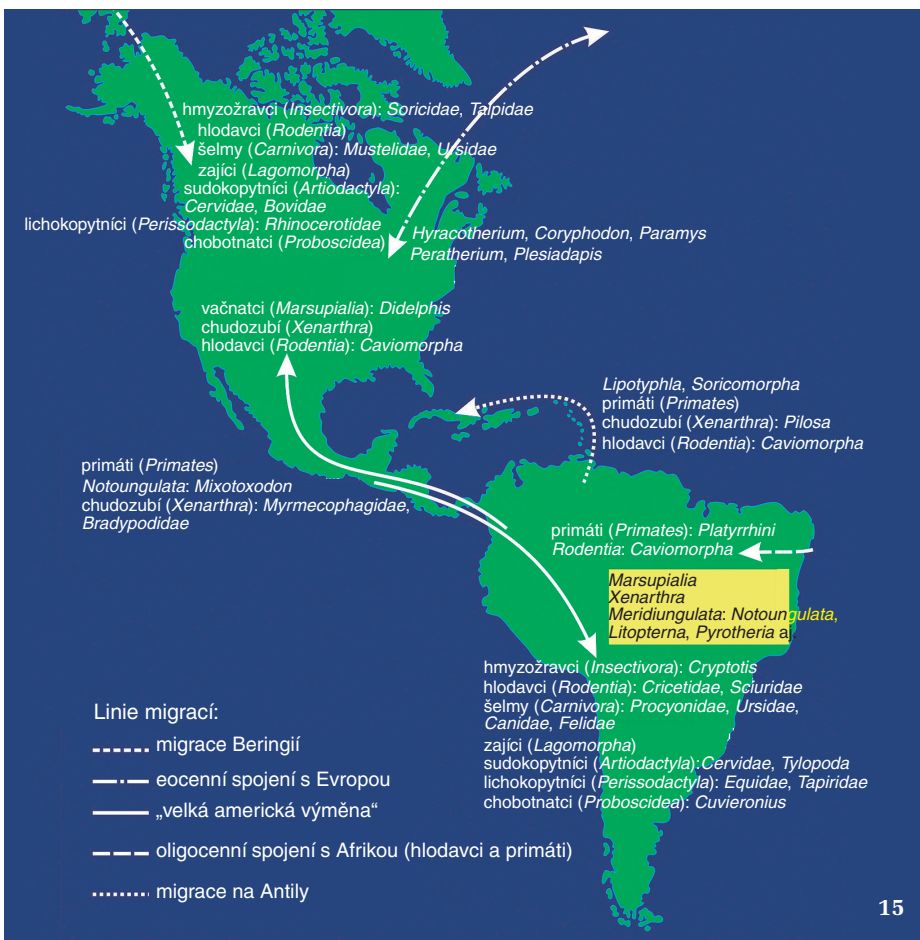 hmyzožravci (Insectivora): Soricidae, Talpidae
hlodavci (Rodentia)
šelmy (Carnivora): Mustelidae, Ursidae
zajíci (Lagomorpha)
sudokopytníci (Artiodactyla):
Cervidae, Bovidae
lichokopytníci (Perissodactyla): Rhinocerotidae
chobotnatci (Proboscidea)
Hyracotherium, Coryphodon, Paramys
Peratherium, Plesiadapis
vačnatci (Marsupialia): Didelphis
chudozubí (Xenarthra)
hlodavci (Rodentia): Caviomorpha
Lipotyphla, Soricomorpha
primáti (Primates)
chudozubí (Xenarthra): Pilosa
hlodavci (Rodentia): Caviomorpha
primáti (Primates)
Notoungulata: Mixotoxodon
chudozubí (Xenarthra): Myrmecophagidae,
Bradypodidae
primáti (Primates): Platyrrhini
Rodentia: Caviomorpha
Marsupialia
Xenarthra
Meridiungulata: Notoungulata,
Litopterna, Pyrotheria aj
hmyzožravci (Insectivora): Cryptotis
hlodavci (Rodentia): Cricetidae, Sciuridae
šelmy (Carnivora): Procyonidae, Ursidae,
Canidae, Felidae
zajíci (Lagomorpha)
sudokopytníci (Artiodactyla):Cervidae, Tylopoda
lichokopytníci (Perissodactyla): Equidae, Tapiridae
chobotnatci (Proboscidea): Cuvieronius
Linie migrací:
migrace Beringií
eocenní spojení s Evropou
„velká americká výměna“
oligocenní spojení s Afrikou (hlodavci a primáti)
migrace na Antily
15